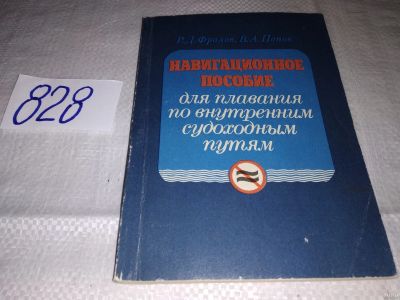 828
Р. Д. Фролов, В. А. Попов
НАВИГАЦИОННОЕ
ПОСОБИЕ
для плавания
по внутренним
судоходным
путям